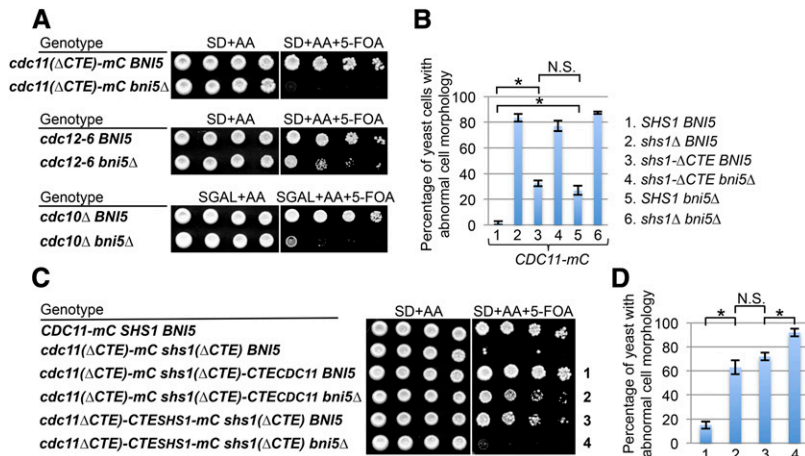 A
Genotype SD+AA SD+AA+5-FOA
cdc11(ΔCTE)-mC BNI5
cdc11(ΔCTE)-mC bni5Δ
SD+AA SD+AA+5-FOA
cdc12-6 BNI5
cdc12-6 bni5Δ
SGAL+AA SGAL+AA+5-FOA
cdc10Δ BNI5
cdc10Δ bni5Δ
B
Percentage of yeast cells with
abnormal cell morphology
100
80
60
40
20
0
* N.S.
*
1 2 3 4 5 6
CDC11-mC
1. SHS1 BNI5
2. shs1Δ BNI5
3. shs1-ΔCTE BNI5
4. shs1-ΔCTE bni5Δ
5. SHS1 bni5Δ
6. shs1Δ bni5Δ
C
Genotype SD+AA SD+AA+5-FOA
CDC11-mC SHS1 BNI5
cdc11(ΔCTE)-mC shs1(ΔCTE) BNI5
cdc11(ΔCTE)-mC shs1(ΔCTE)-CTECDC11 BNI5 1
cdc11(ΔCTE)-mC shs1(ΔCTE)-CTECDC11 bni5Δ 2
cdc11ΔCTE)-CTESHS1-mC shs1(ΔCTE) BNI5 3
cdc11ΔCTE)-CTESHS1-mC shs1(ΔCTE) bni5Δ 4
D
Percentage of yeast with
abnormal cell morphology
100
80
60
40
20
0
N.S.
* *
1 2 3 4